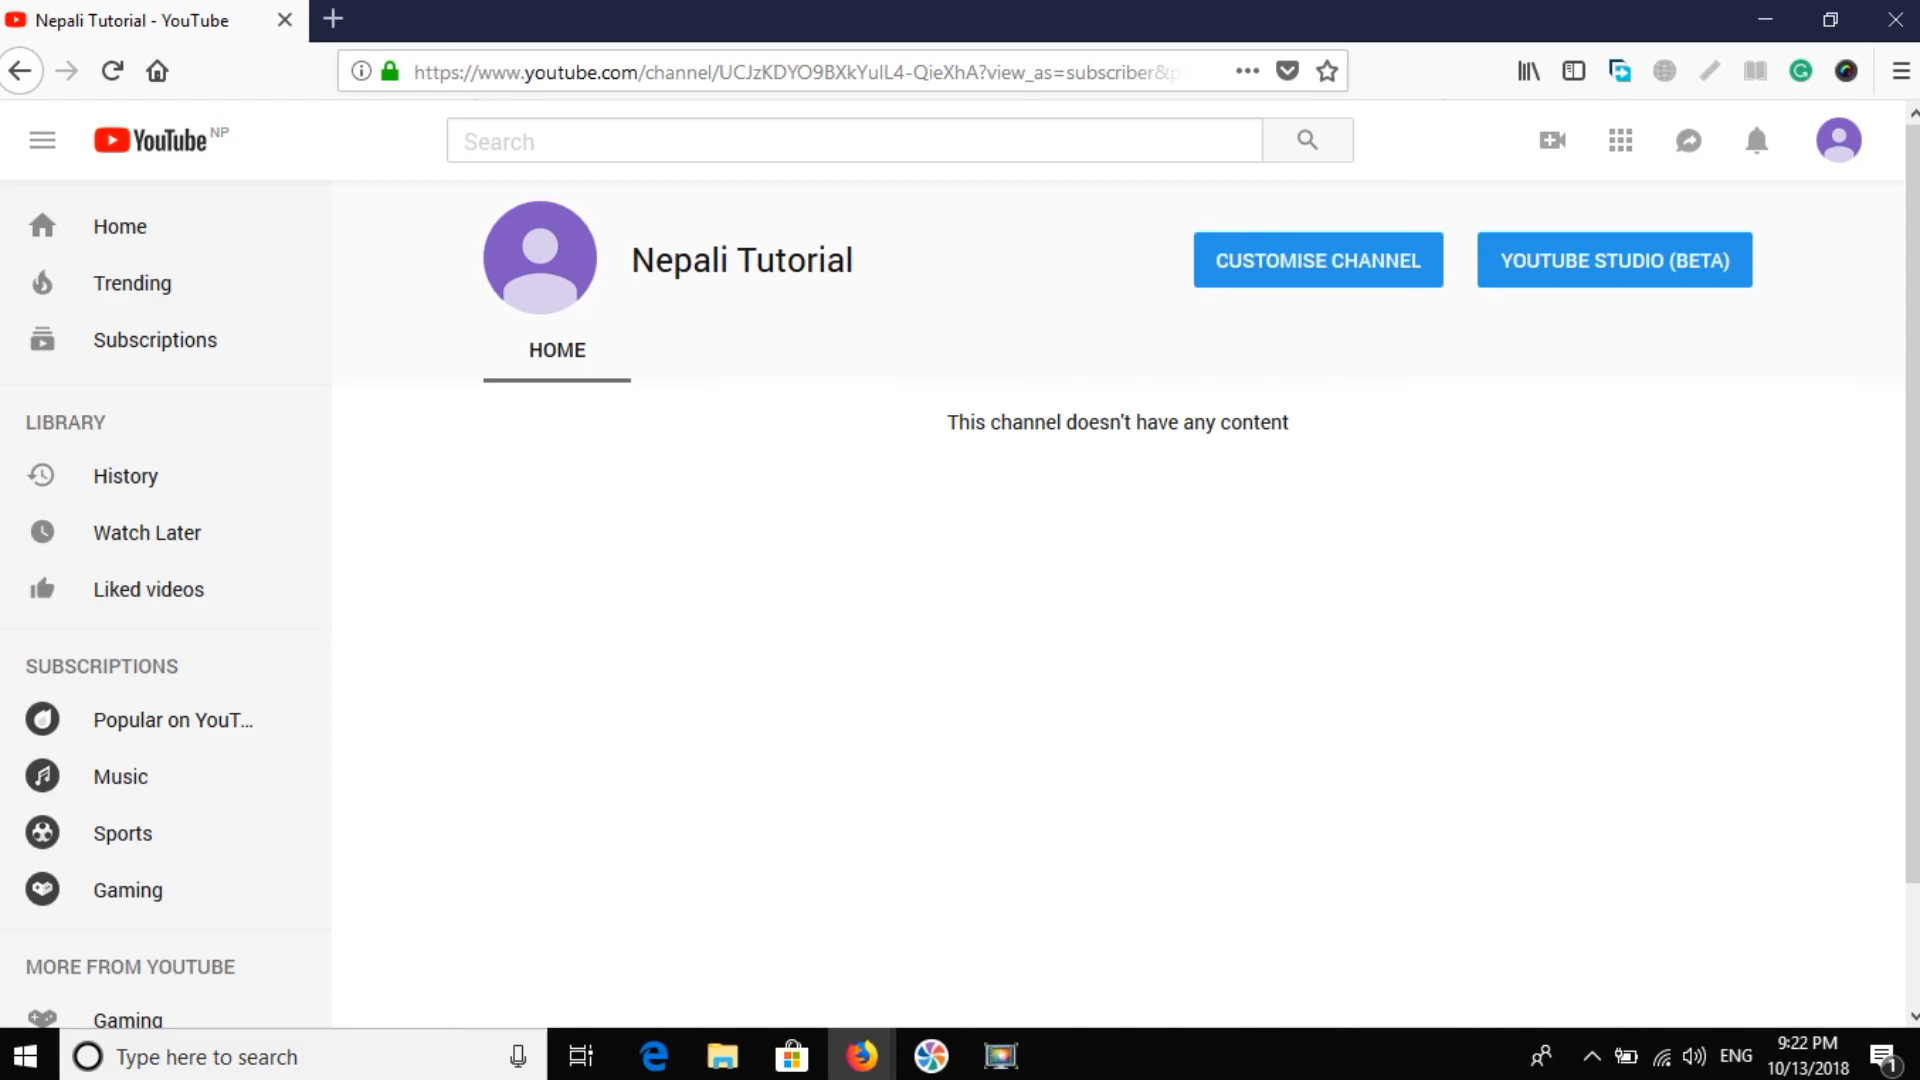 Nepali Tutorial - YouTube
https://www.youtube.com/channel/UCJzKDYO9BXkYuIL4-QieXhA?view_as=subscriber&p
YouTube NP
Search
Home
Trending
Subscriptions
LIBRARY
History
Watch Later
Liked videos
SUBSCRIPTIONS
Popular on YouT...
Music
Sports
Gaming
MORE FROM YOUTUBE
Gaming
Nepali Tutorial
CUSTOMISE CHANNEL
YOUTUBE STUDIO (BETA)
HOME
This channel doesn't have any content
Type here to search
ENG
9:22 PM
10/13/2018
1